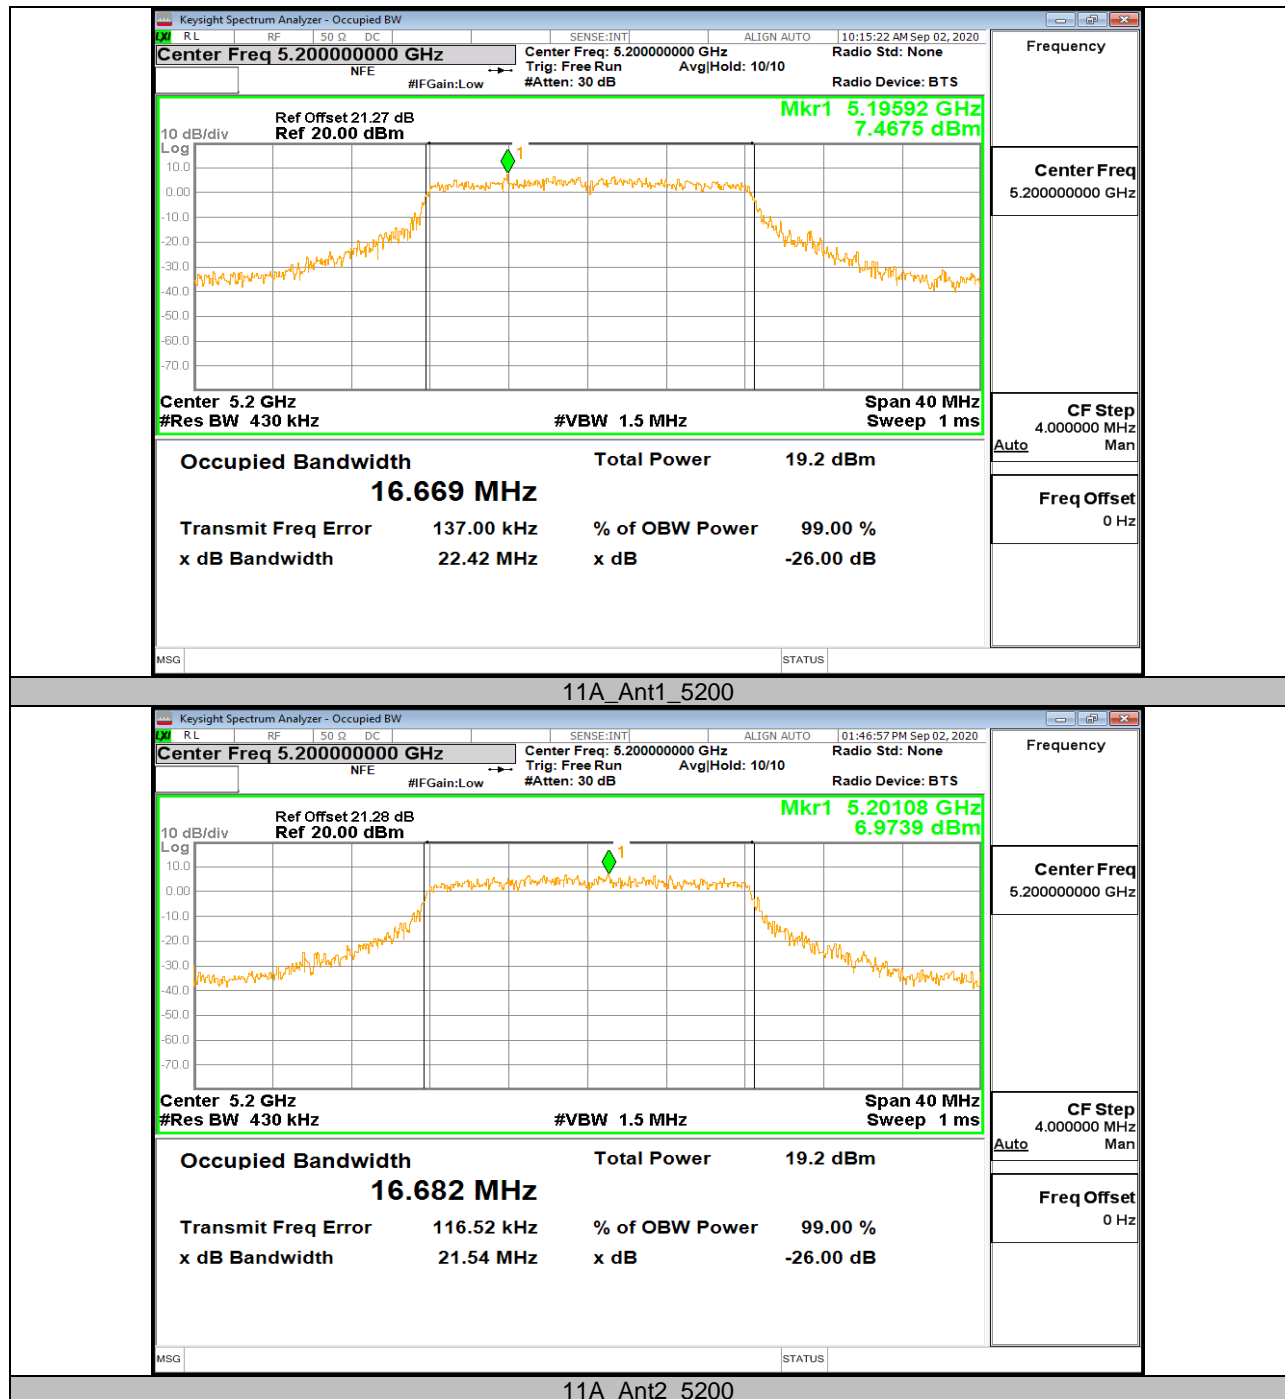 Keysight Spectrum Analyzer - Occupied BW
LXI RL RF 50 Ω DC SENSE:INT ALIGN AUTO 10:15:22 AM Sep 02, 2020
Center Freq 5.200000000 GHz Center Freq: 5.200000000 GHz Radio Std: None Frequency
NFE Trig: Free Run Avg|Hold: 10/10
#IFGain:Low #Atten: 30 dB Radio Device: BTS
Mkr1 5.19592 GHz
Ref Offset 21.27 dB
10 dB/div Ref 20.00 dBm 7.4675 dBm
Log
1
10.0
0.00
-10.0
-20.0
-30.0
-40.0
-50.0
-60.0
-70.0
Center Freq
5.200000000 GHz
Center 5.2 GHz Span 40 MHz
#Res BW 430 kHz #VBW 1.5 MHz Sweep 1 ms
CF Step
4.000000 MHz
Auto Man
Freq Offset
0 Hz
Occupied Bandwidth Total Power 19.2 dBm
16.669 MHz
Transmit Freq Error 137.00 kHz % of OBW Power 99.00 %
x dB Bandwidth 22.42 MHz x dB -26.00 dB
MSG STATUS
11A_Ant1_5200
Keysight Spectrum Analyzer - Occupied BW
LXI RL RF 50 Ω DC SENSE:INT ALIGN AUTO 01:46:57 PM Sep 02, 2020
Center Freq 5.200000000 GHz Center Freq: 5.200000000 GHz Radio Std: None Frequency
NFE Trig: Free Run Avg|Hold: 10/10
#IFGain:Low #Atten: 30 dB Radio Device: BTS
Mkr1 5.20108 GHz
Ref Offset 21.28 dB
10 dB/div Ref 20.00 dBm 6.9739 dBm
Log
1
10.0
0.00
-10.0
-20.0
-30.0
-40.0
-50.0
-60.0
-70.0
Center Freq
5.200000000 GHz
Center 5.2 GHz Span 40 MHz
#Res BW 430 kHz #VBW 1.5 MHz Sweep 1 ms
CF Step
4.000000 MHz
Auto Man
Freq Offset
0 Hz
Occupied Bandwidth Total Power 19.2 dBm
16.682 MHz
Transmit Freq Error 116.52 kHz % of OBW Power 99.00 %
x dB Bandwidth 21.54 MHz x dB -26.00 dB
MSG STATUS
11A_Ant2_5200